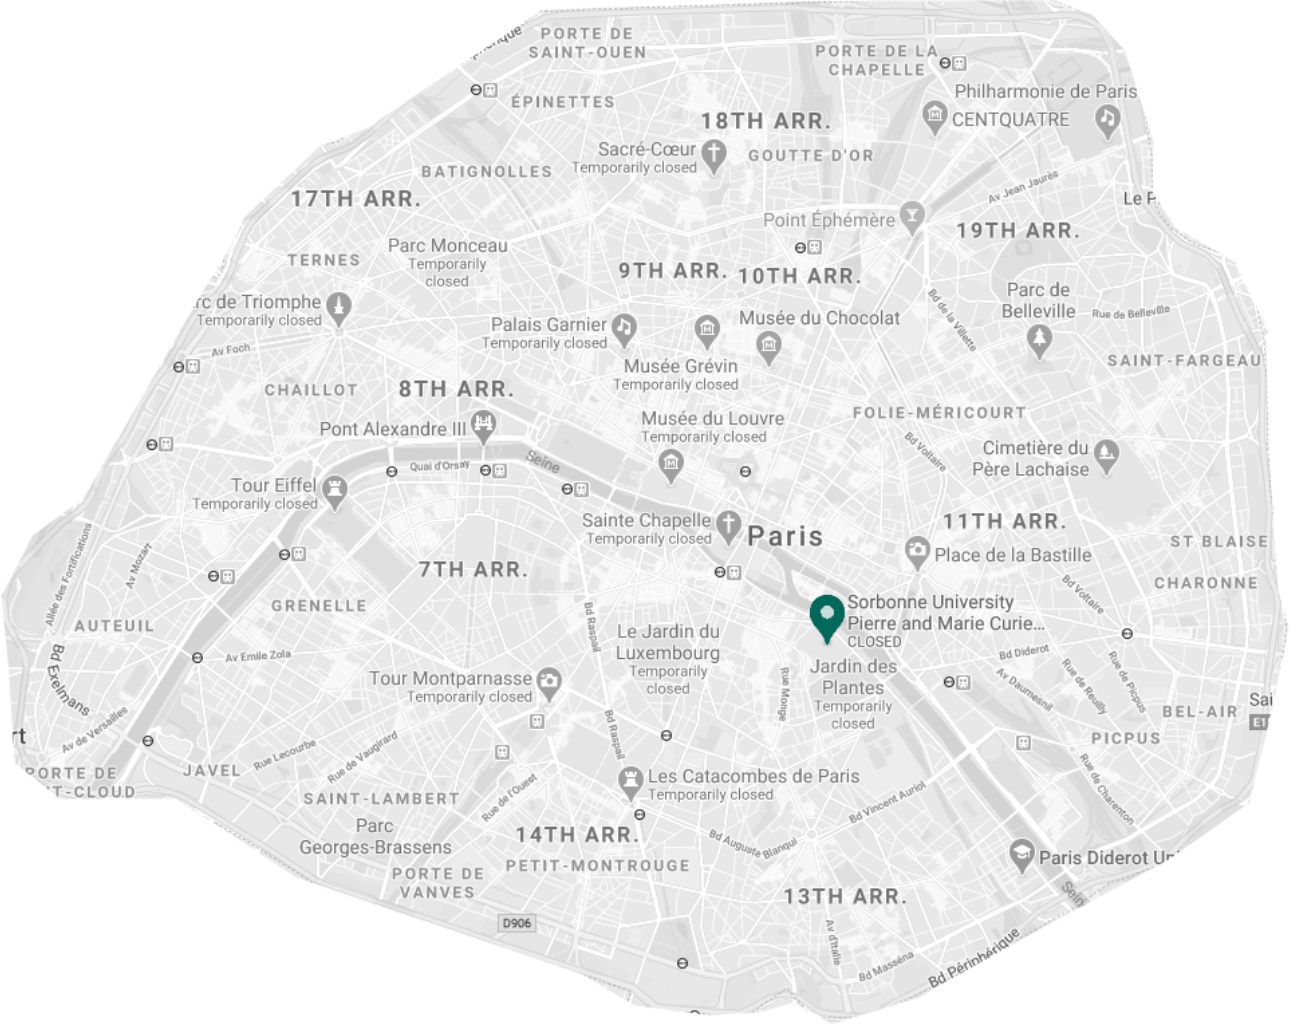 PORTE DE
SAINT-OUEN
PORTE DE LA
CHAPELLE
ÉPINETTES
Philharmonie de Paris
CENTQUATRE
18TH ARR.
Sacré-Cœur
Temporarily closed
GOUTTE D'OR
BATIGNOLLES
17TH ARR.
Av Jean Jaurès
Le P
Point Éphémère
19TH ARR.
Parc Monceau
Temporarily
closed
TERNES
9TH ARR.
10TH ARR.
rc de Triomphe
Temporarily closed
Palais Garnier
Temporarily closed
Musée du Chocolat
Bd de la Villette
Parc de
Belleville
Rue de Belleville
Av Foch
Musée Grévin
Temporarily closed
SAINT-FARGEAU
CHAILLOT
8TH ARR.
Musée du Louvre
Temporarily closed
FOLIE-MÉRICOURT
Pont Alexandre III
Bd Voltaire
Cimetière du
Père Lachaise
Quai d'Orsay
Seine
Tour Eiffel
Temporarily closed
Sainte Chapelle
Temporarily closed
Paris
11TH ARR.
Place de la Bastille
ST BLAISE
Allée des Fortifications
Av Mozart
7TH ARR.
CHARONNE
Bd Voltaire
GRENELLE
Sorbonne University
Pierre and Marie Curie...
CLOSED
AUTEUIL
Bd Raspail
Le Jardin du
Luxembourg
Temporarily
closed
Av Emile Zola
Bd Exelmans
Jardin des
Plantes
Temporarily
closed
Rue Monge
Bd Diderot
Av Daumesnil
Rue de Reuilly
Rue de Picpus
Tour Montparnasse
Temporarily closed
Sai
E1
BEL-AIR
Av de Versailles
Bd Raspail
PICPUS
rt
Rue Lecourbe
Rue de Vaugirard
PORTE DE
T-CLOUD
JAVEL
Les Catacombes de Paris
Temporarily closed
Rue de Charenton
SAINT-LAMBERT
Rue de l'Ouest
Bd Vincent Auriol
Parc
Georges-Brassens
14TH ARR.
Bd Auguste Blanqui
PETIT-MONTROUGE
Paris Diderot Un
PORTE DE
VANVES
13TH ARR.
Sein
D906
Av d'Italie
Bd Masséna
Bd Périphérique